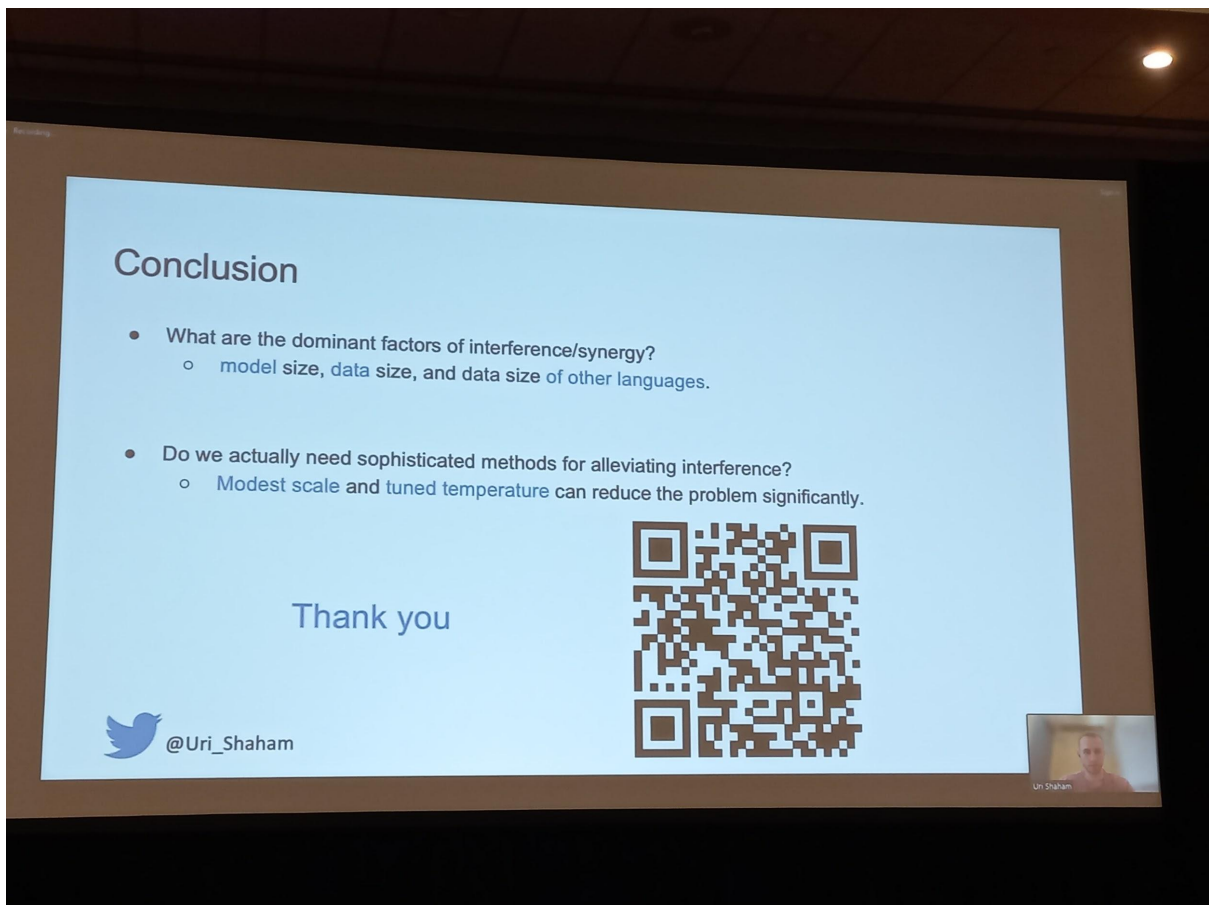 Recording...
Conclusion
What are the dominant factors of interference/synergy?
model size, data size, and data size of other languages.
Do we actually need sophisticated methods for alleviating interference?
Modest scale and tuned temperature can reduce the problem significantly.
Thank you
@Uri_Shaham
Uri Shaham